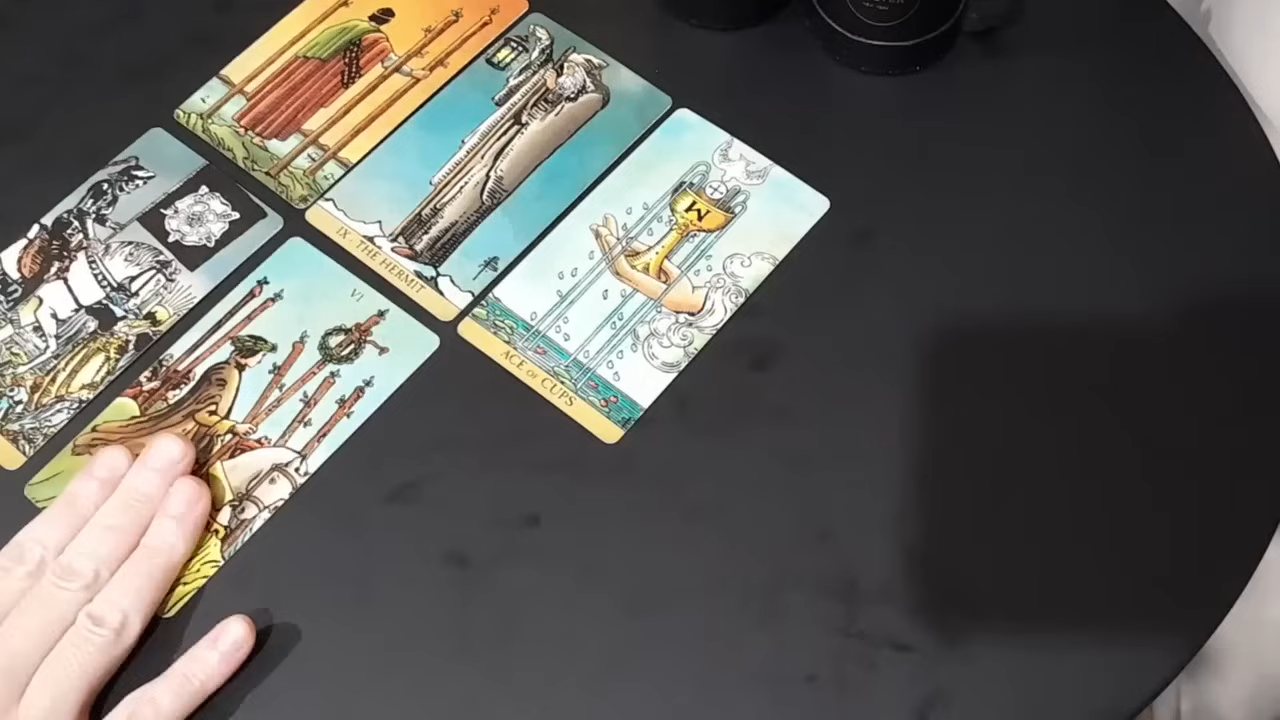 IX · THE HERMIT
VI
ACE OF CUPS
W